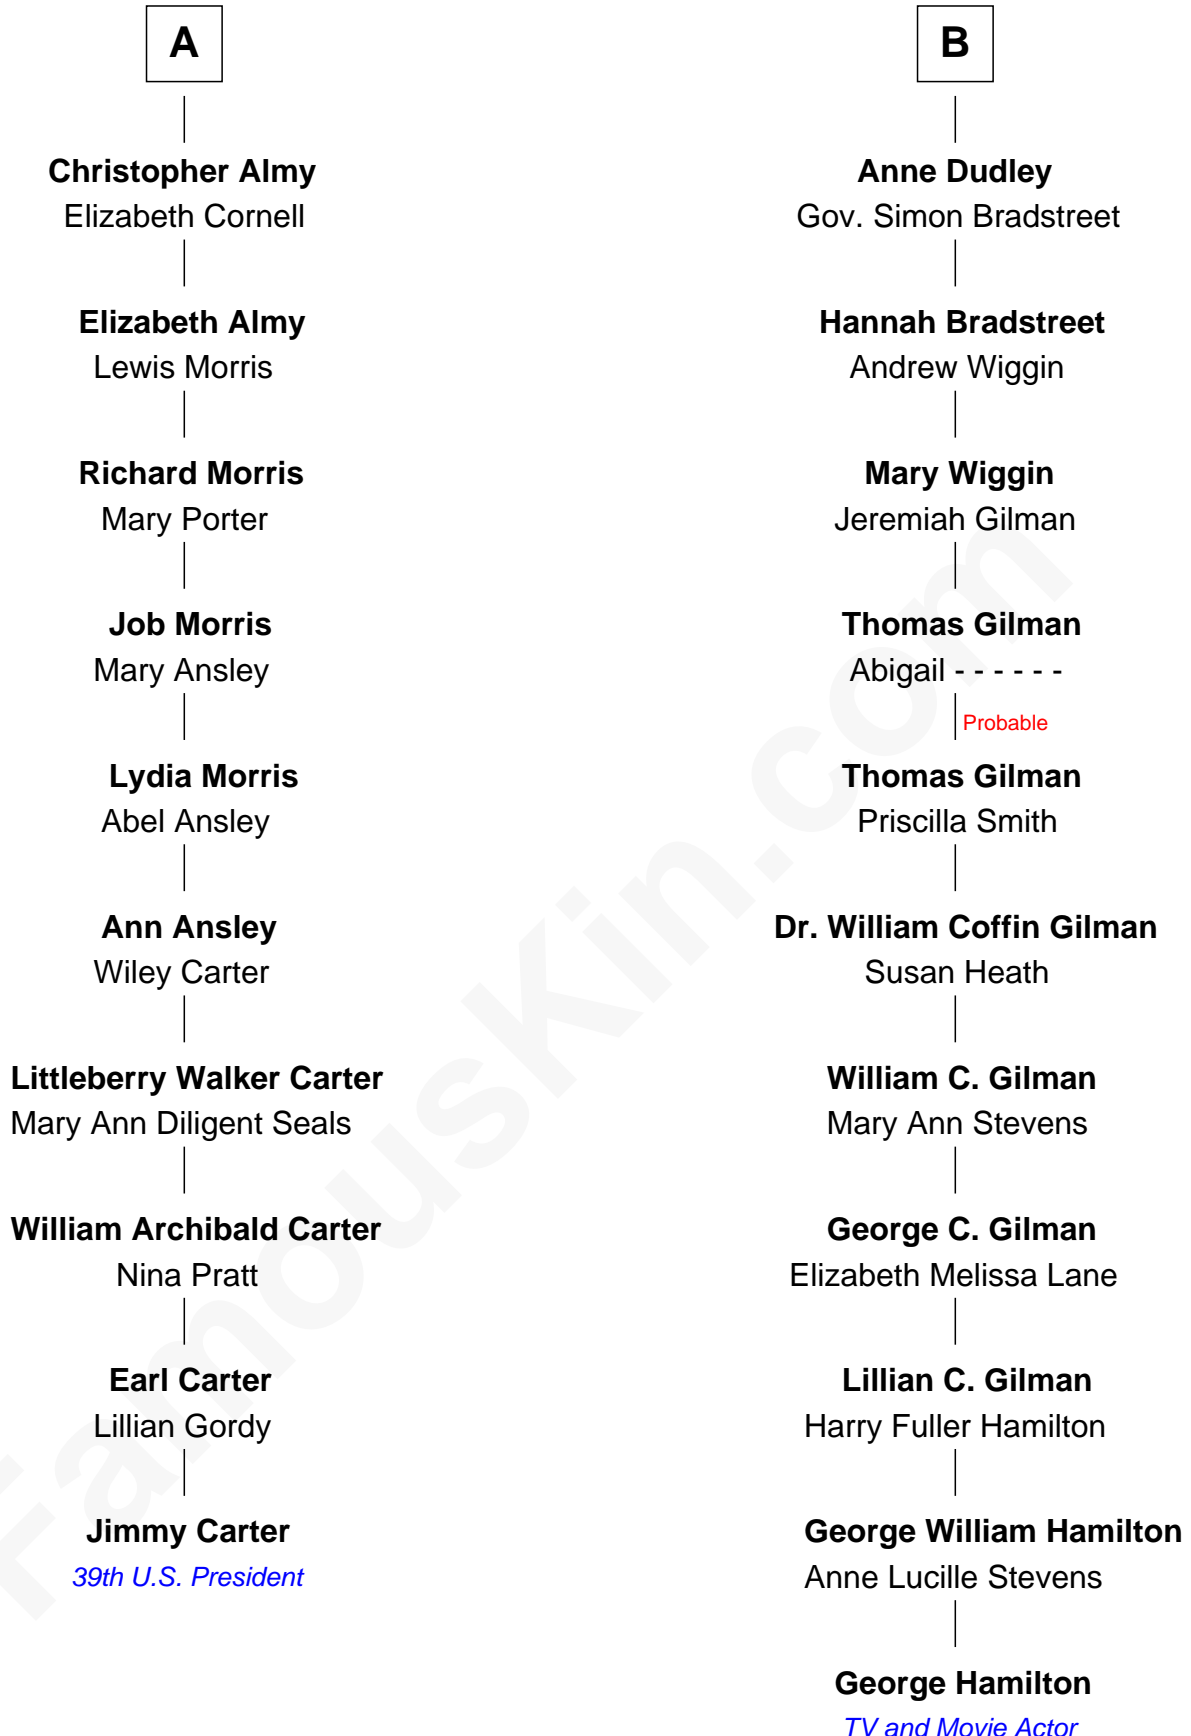 A
Christopher Almy
Elizabeth Cornell
Elizabeth Almy
Lewis Morris
Richard Morris
Mary Porter
Job Morris
Mary Ansley
Lydia Morris
Abel Ansley
Ann Ansley
Wiley Carter
Littleberry Walker Carter
Mary Ann Diligent Seals
William Archibald Carter
Nina Pratt
Earl Carter
Lillian Gordy
Jimmy Carter
39th U.S. President
B
Anne Dudley
Gov. Simon Bradstreet
Hannah Bradstreet
Andrew Wiggin
Mary Wiggin
Jeremiah Gilman
Thomas Gilman
Abigail - - - - - -
Probable
Thomas Gilman
Priscilla Smith
Dr. William Coffin Gilman
Susan Heath
William C. Gilman
Mary Ann Stevens
George C. Gilman
Elizabeth Melissa Lane
Lillian C. Gilman
Harry Fuller Hamilton
George William Hamilton
Anne Lucille Stevens
George Hamilton
TV and Movie Actor
FamousKin.com